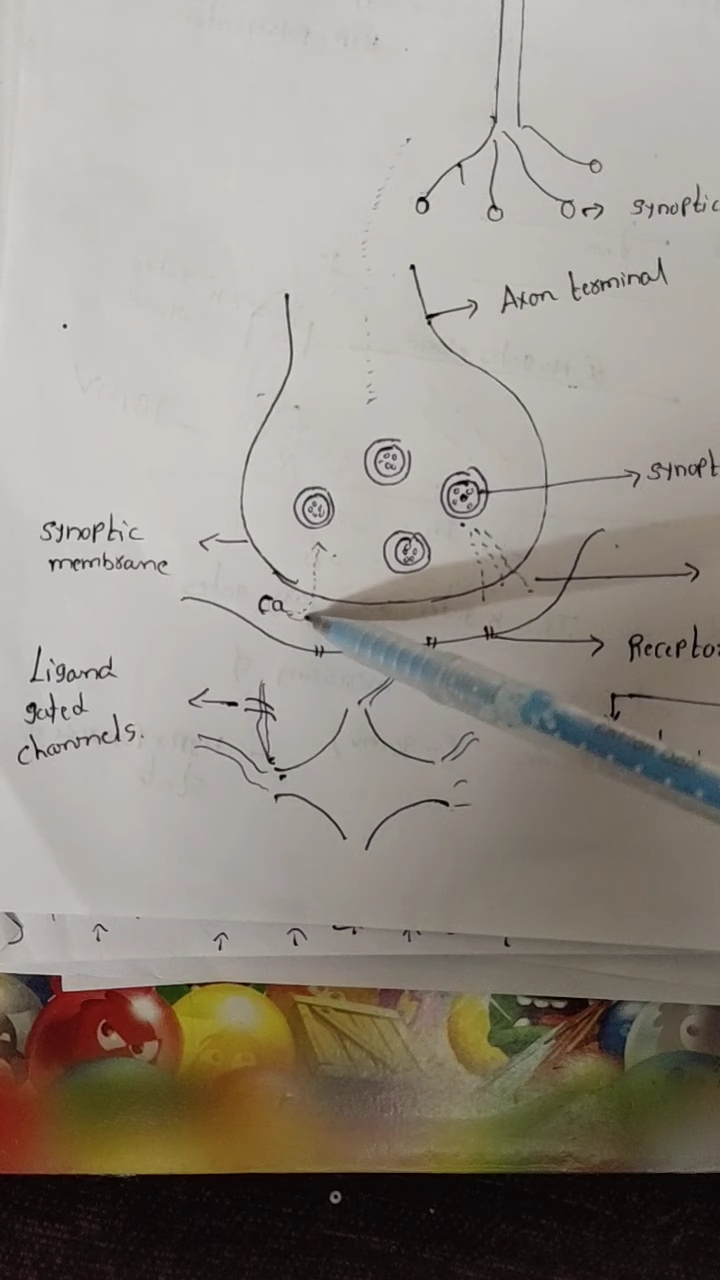 synoptic
Axon terminal
synopt
synoptic
membrane
Ca
Receptor
Ligand
gated
channels.